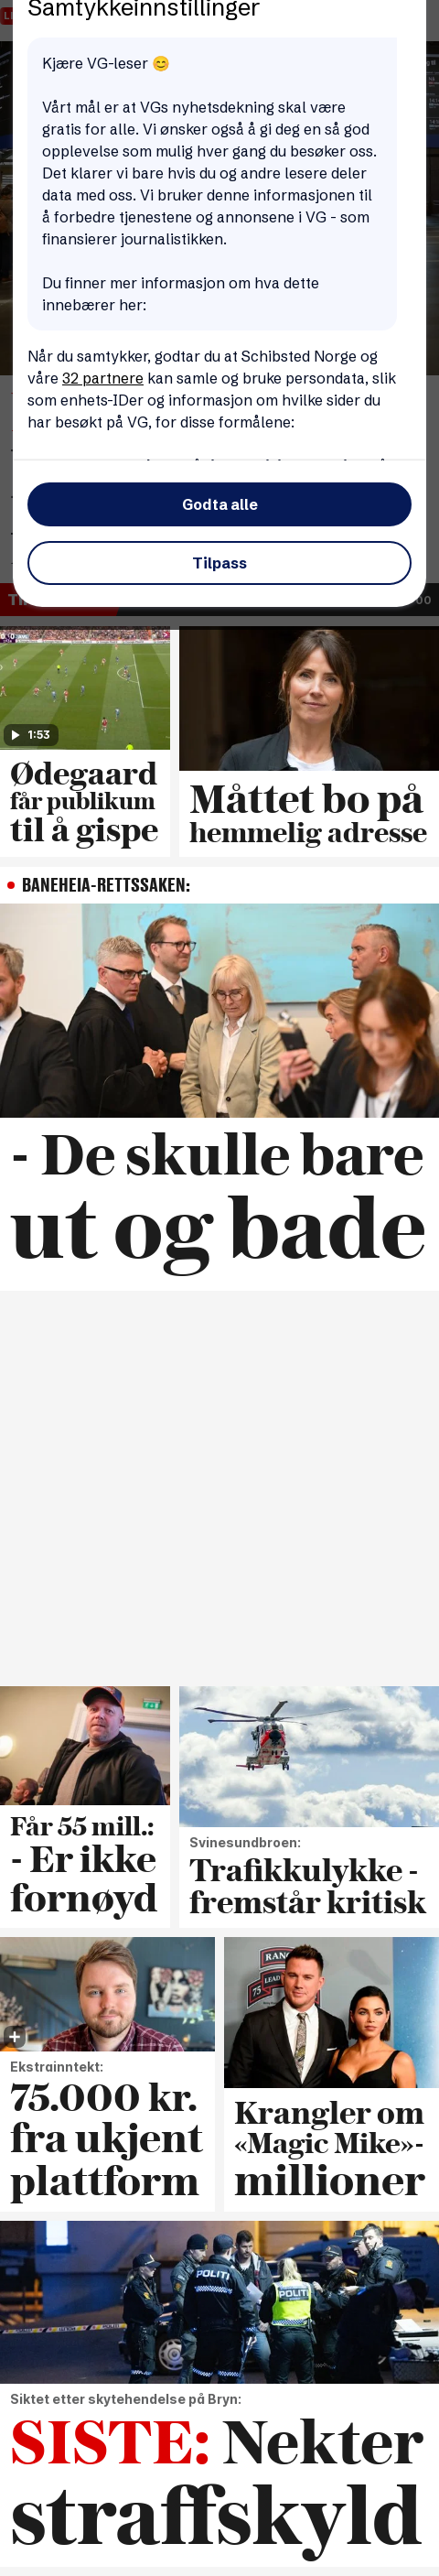 Samtykkeinnstillinger
Kjære VG-leser 😊
Vårt mål er at VGs nyhetsdekning skal være
gratis for alle. Vi ønsker også å gi deg en så god
opplevelse som mulig hver gang du besøker oss.
Det klarer vi bare hvis du og andre lesere deler
data med oss. Vi bruker denne informasjonen til
å forbedre tjenestene og annonsene i VG - som
finansierer journalistikken.
Du finner mer informasjon om hva dette
innebærer her:
Når du samtykker, godtar du at Schibsted Norge og
våre 32 partnere kan samle og bruke persondata, slik
som enhets-IDer og informasjon om hvilke sider du
har besøkt på VG, for disse formålene:
Godta alle
Tilpass
1:53
Ødegaard
får publikum
til å gispe
Måttet bo på
hemmelig adresse
BANEHEIA-RETTSSAKEN:
- De skulle bare
ut og bade
Får 55 mill.:
- Er ikke
fornøyd
Svinesundbroen:
Trafikkulykke -
fremstår kritisk
Ekstrainntekt:
75.000 kr.
fra ukjent
plattform
RANG
75
Krangler om
«Magic Mike»-
millioner
POLITI
POLITI
Siktet etter skytehendelse på Bryn:
SISTE: Nekter
straffskyld